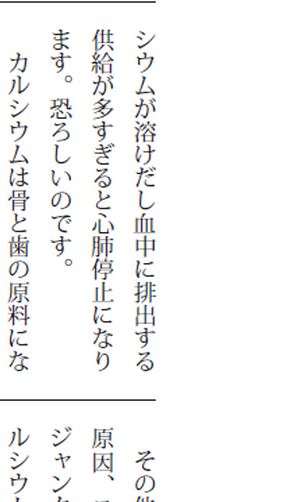 シウムが溶けだし血中に排出する
供給が多すぎると心肺停止になり
ます。恐ろしいのです。
カルシウムは骨と歯の原料にな
その他
原因、
ジャンク
ルシウム